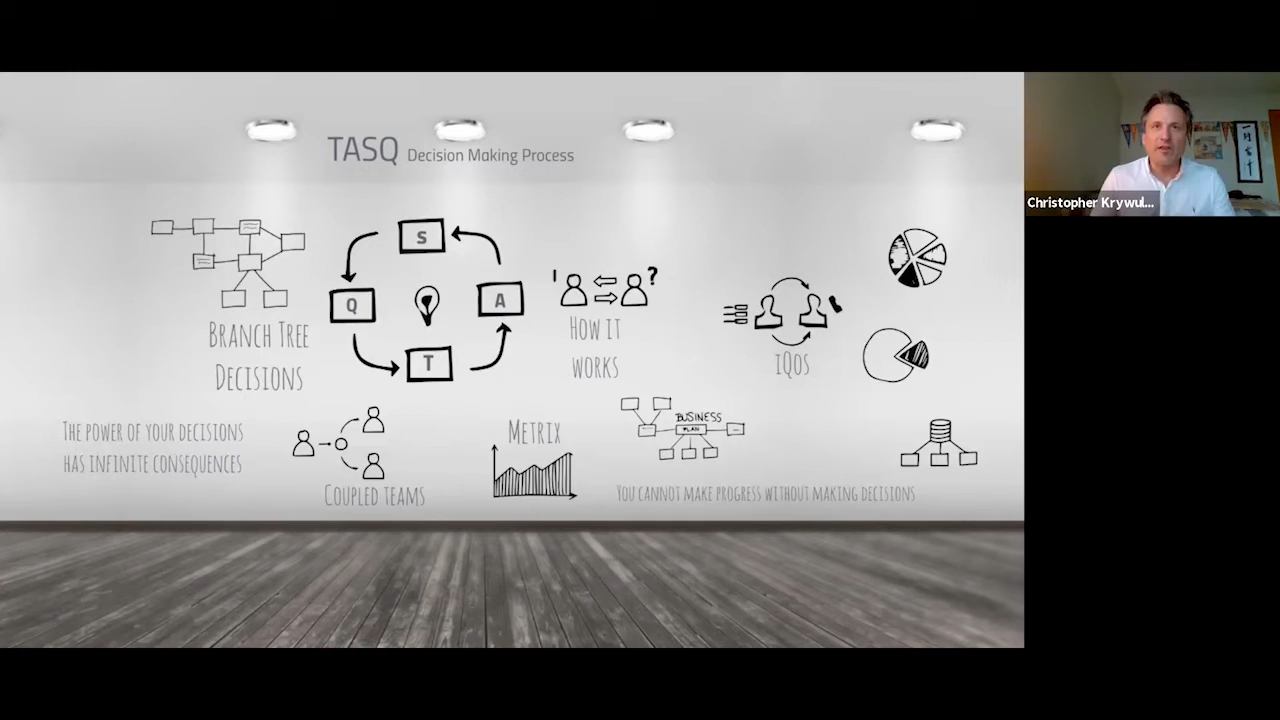 TASQ Decision Making Process
Christopher Krywul...
S
Q
A
T
BRANCH TREE
DECISIONS
HOW IT
WORKS
iQos
THE POWER OF YOUR DECISIONS
HAS INFINITE CONSEQUENCES
COUPLED TEAMS
METRIX
BUSINESS
PLAN
YOU CANNOT MAKE PROGRESS WITHOUT MAKING DECISIONS